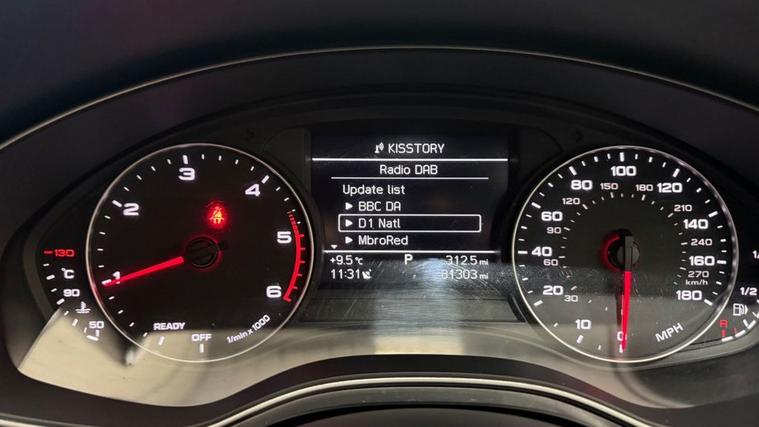 KISSTORY
Radio DAB
Update list
BBC DA
D1 Natl
MbroRed
+9.5°C P 312.5 mi
11:31 81303 mi
1 2 3 4 5 6
READY OFF 1/min x 1000
130
°C
90
50
0 10 20 40 60 80 100 120 140 160 180
30 60 90 120 150 180 210 240 270
km/h
MPH
R 1/2